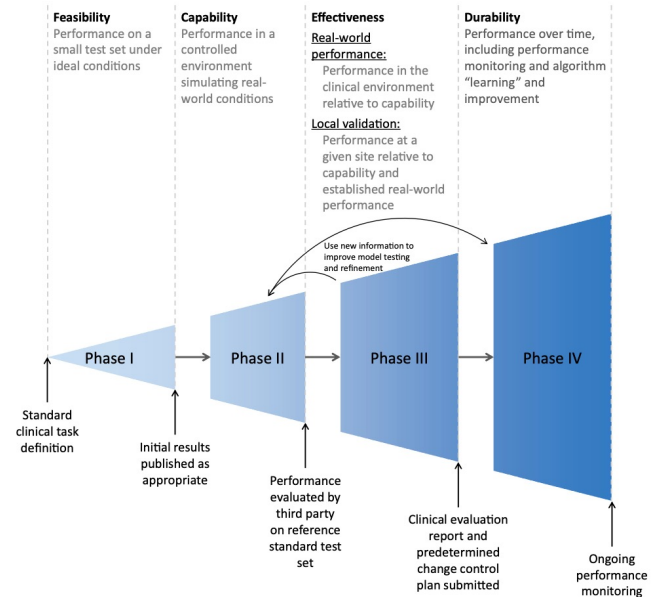 Feasibility
Performance on a
small test set under
ideal conditions
Capability
Performance in a
controlled
environment
simulating real-
world conditions
Effectiveness
Real-world
performance:
Performance in the
clinical environment
relative to capability
Local validation:
Performance at a
given site relative to
capability and
established real-world
performance
Durability
Performance over time,
including performance
monitoring and algorithm
“learning” and
improvement
Use new information to
improve model testing
and refinement
Phase I
Phase II
Phase III
Phase IV
Standard
clinical task
definition
Initial results
published as
appropriate
Performance
evaluated by
third party
on reference
standard test
set
Clinical evaluation
report and
predetermined
change control
plan submitted
Ongoing
performance
monitoring